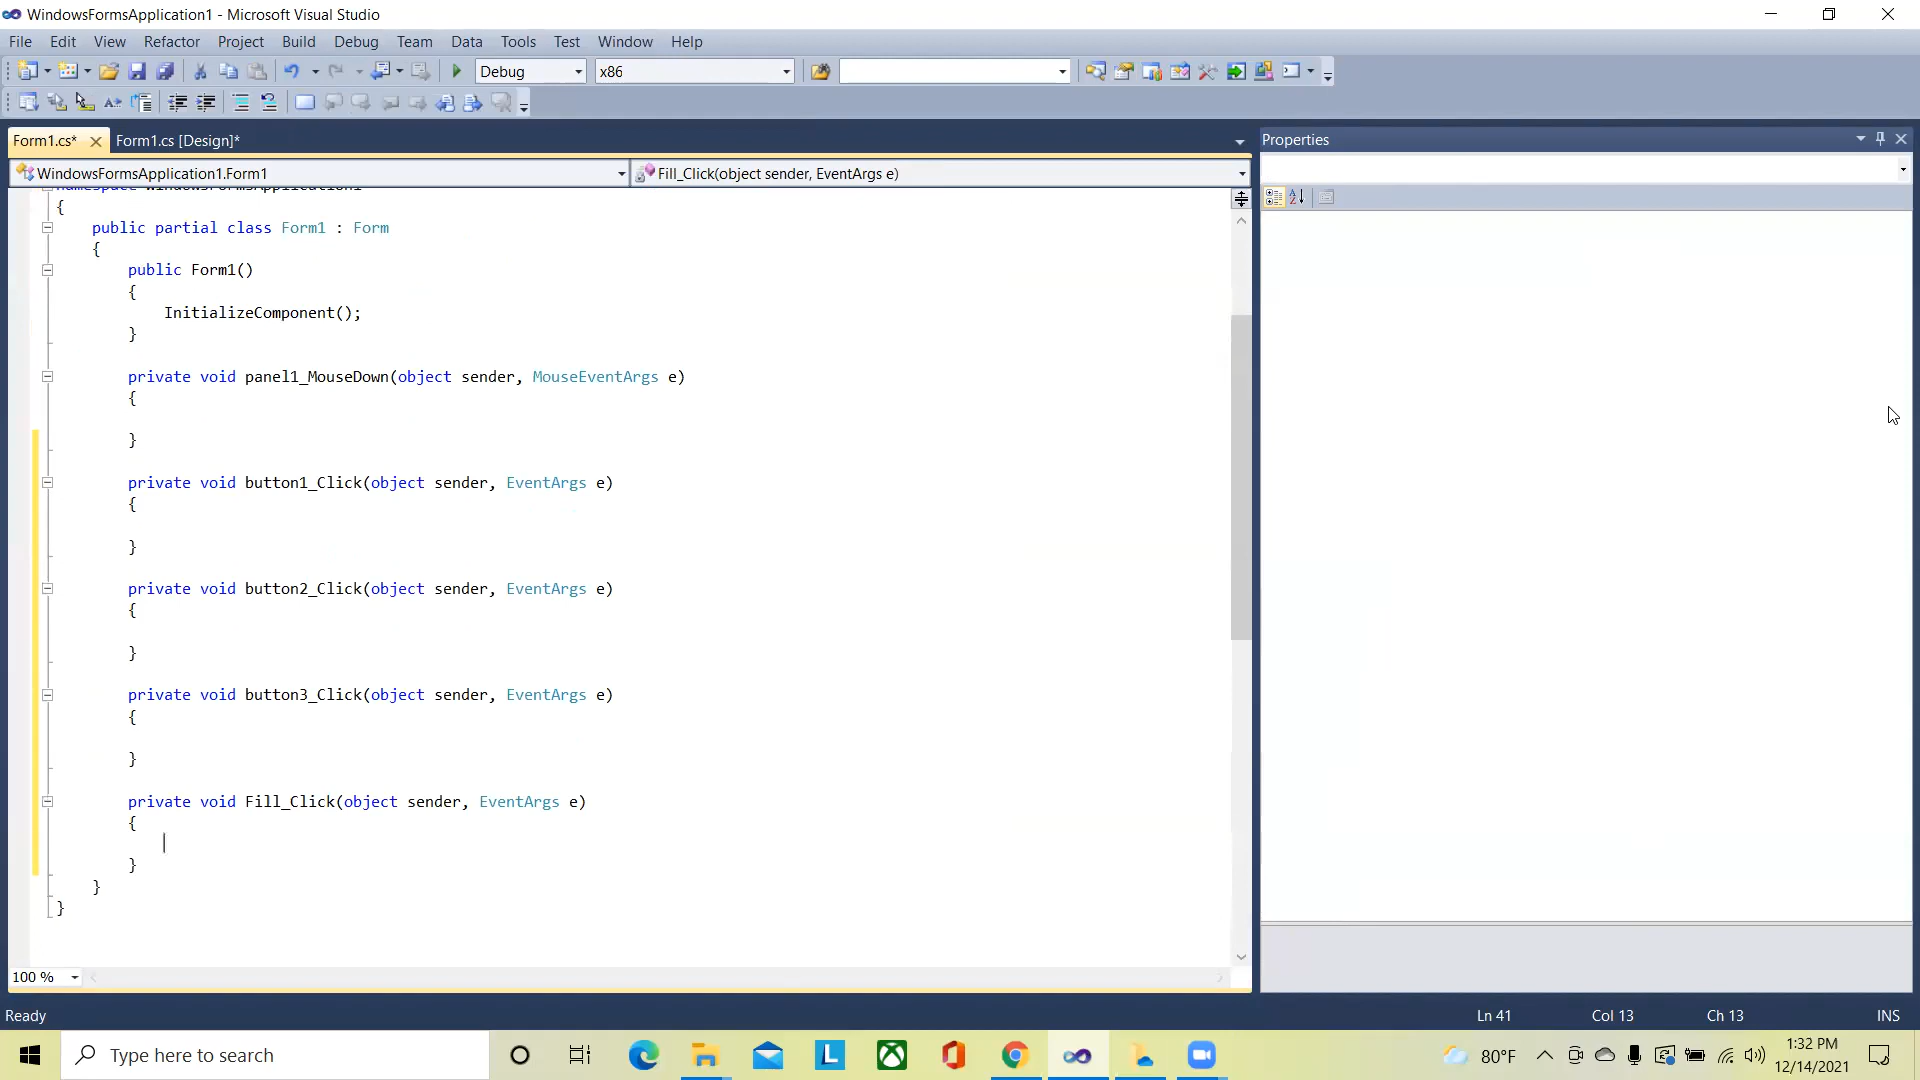 WindowsFormsApplication1 - Microsoft Visual Studio
File Edit View Refactor Project Build Debug Team Data Tools Test Window Help
Debug x86
Form1.cs* Form1.cs [Design]* Properties
WindowsFormsApplication1.Form1 Fill_Click(object sender, EventArgs e)
namespace WindowsFormsApplication1
{
public partial class Form1 : Form
{
public Form1()
{
InitializeComponent();
}
private void panel1_MouseDown(object sender, MouseEventArgs e)
{
}
private void button1_Click(object sender, EventArgs e)
{
}
private void button2_Click(object sender, EventArgs e)
{
}
private void button3_Click(object sender, EventArgs e)
{
}
private void Fill_Click(object sender, EventArgs e)
{
}
}
}
100 %
Ready Ln 41 Col 13 Ch 13 INS
Type here to search 80°F 1:32 PM
12/14/2021